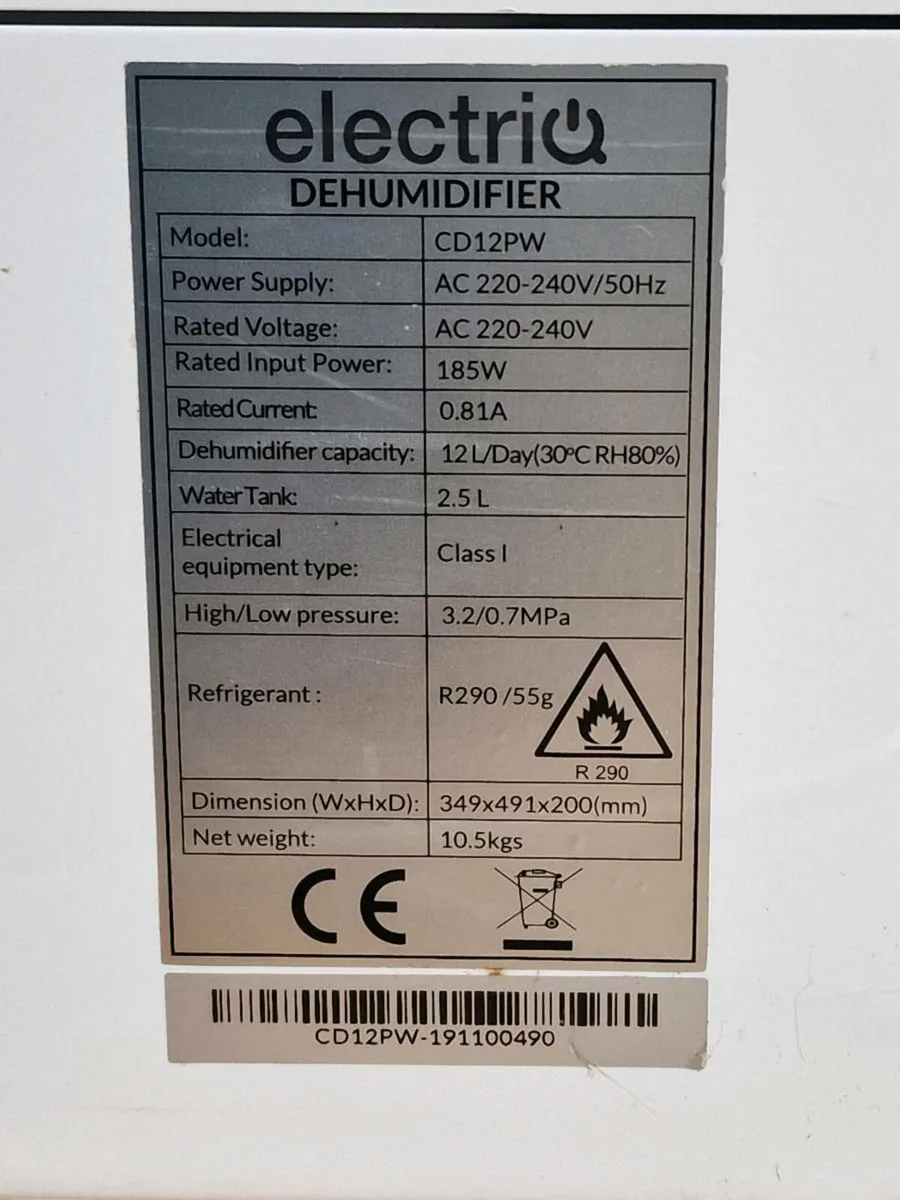 electriQ
DEHUMIDIFIER
Model: CD12PW
Power Supply: AC 220-240V/50Hz
Rated Voltage: AC 220-240V
Rated Input Power: 185W
Rated Current: 0.81A
Dehumidifier capacity: 12 L/Day(30°C RH80%)
Water Tank: 2.5 L
Electrical
equipment type: Class I
High/Low pressure: 3.2/0.7MPa
Refrigerant : R290 /55g
R 290
Dimension (WxHxD): 349x491x200(mm)
Net weight: 10.5kgs
CE
CD12PW-191100490